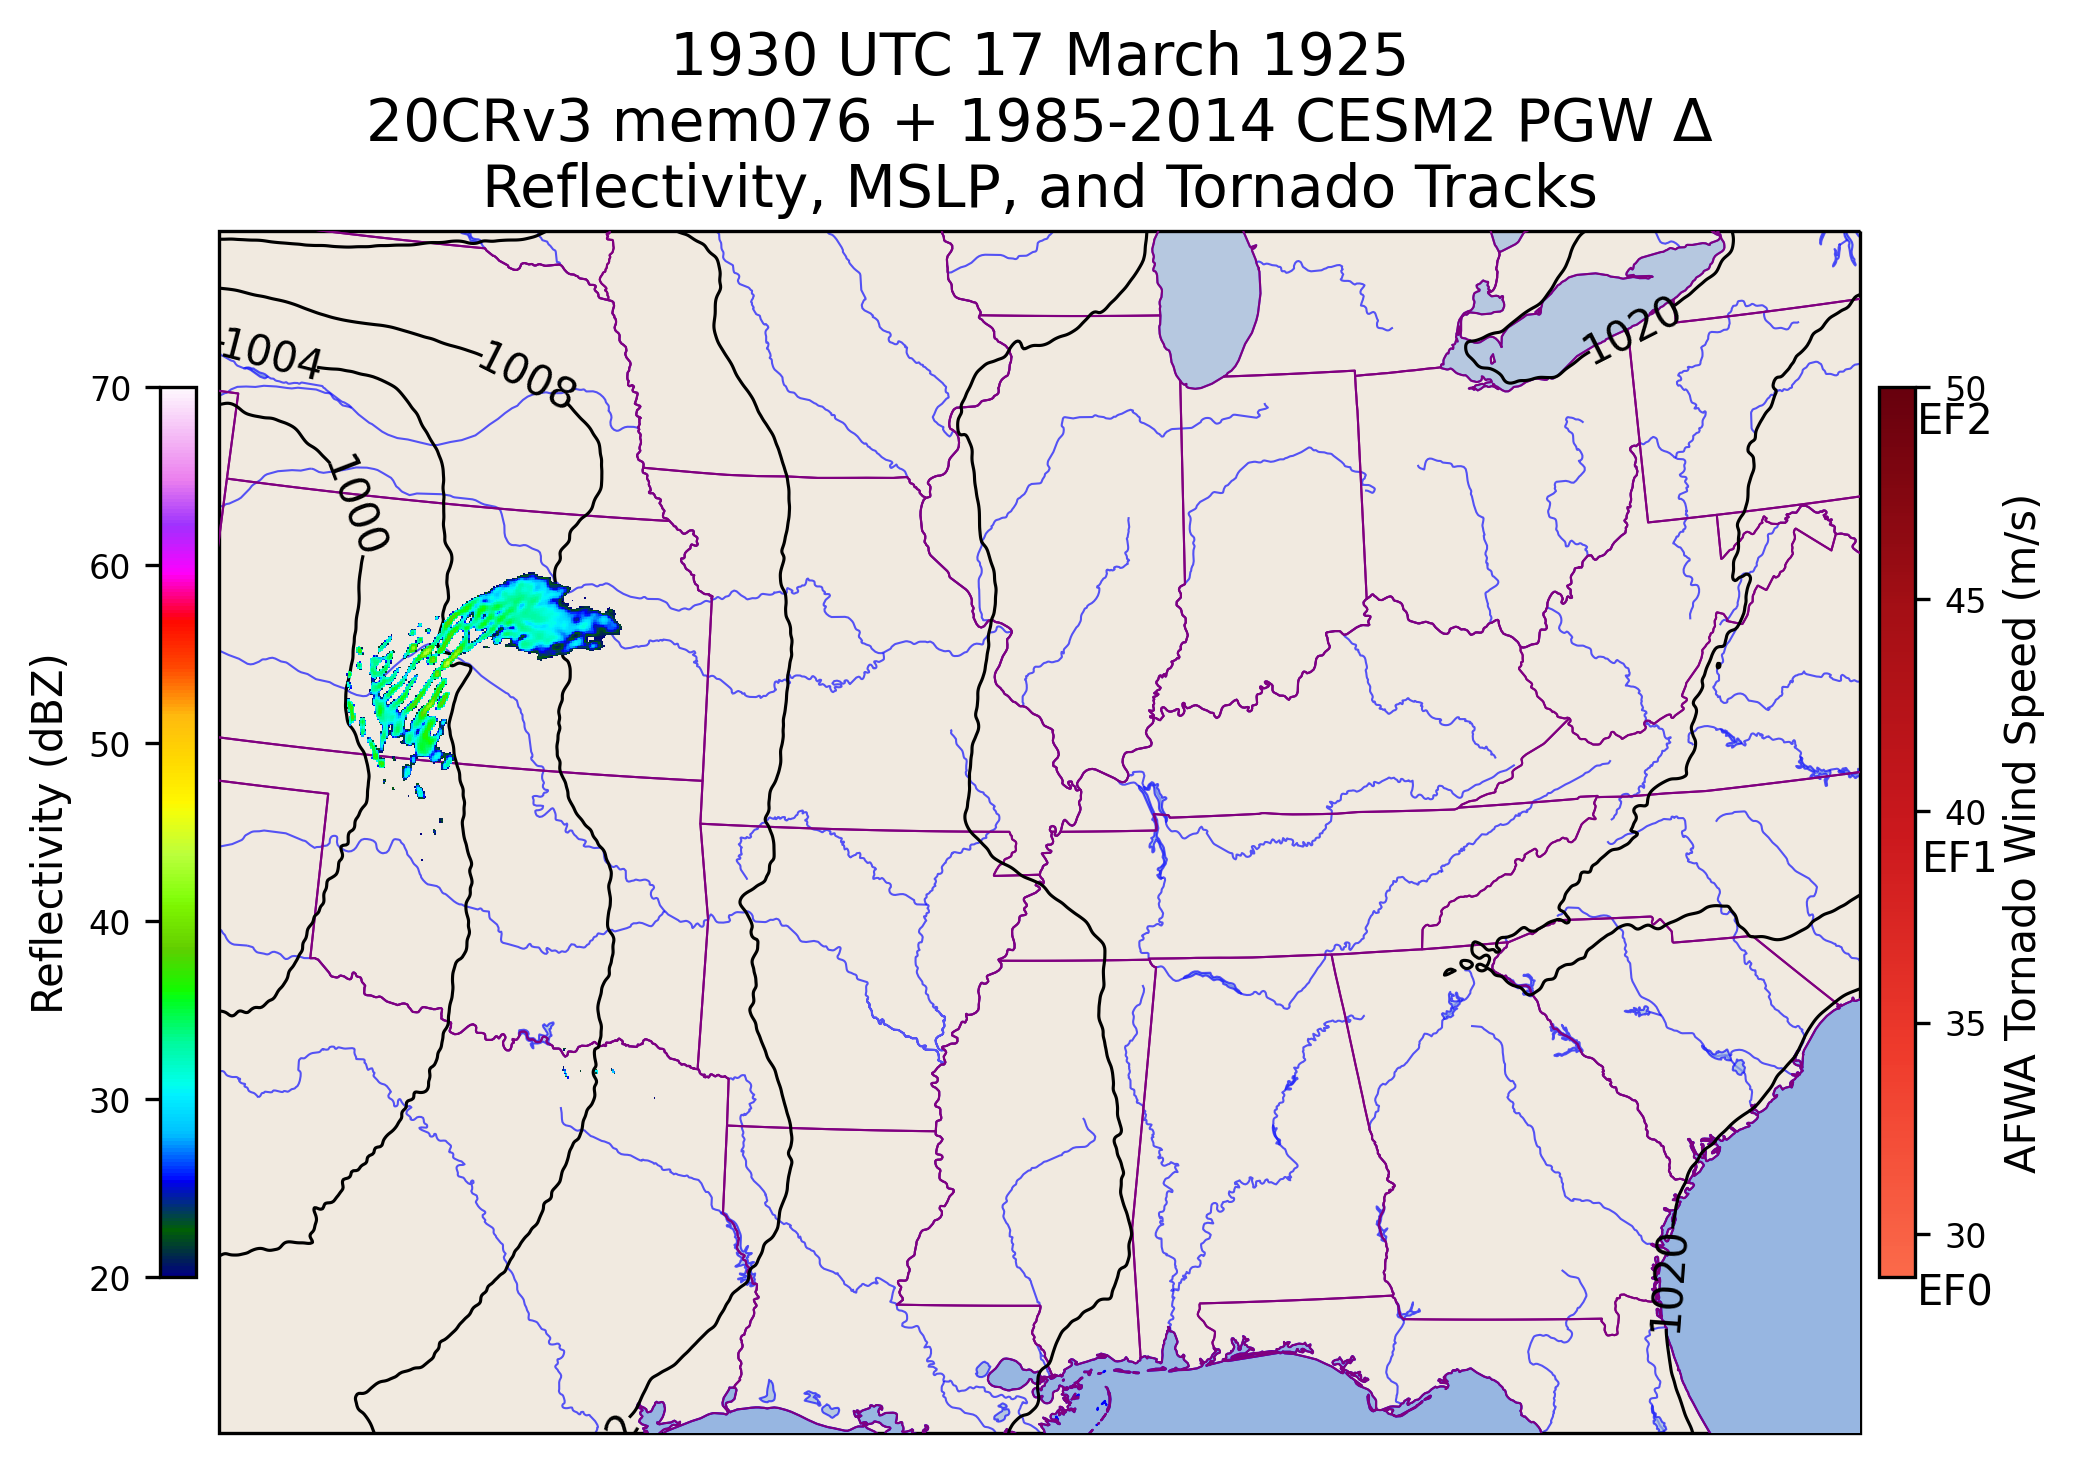 1930 UTC 17 March 1925
20CRv3 mem076 + 1985-2014 CESM2 PGW Δ
Reflectivity, MSLP, and Tornado Tracks
1020
1004
1008
1000
1020
70
60
50
40
30
20
Reflectivity (dBZ)
50
EF2
45
40
EF1
35
30
EF0
AFWA Tornado Wind Speed (m/s)